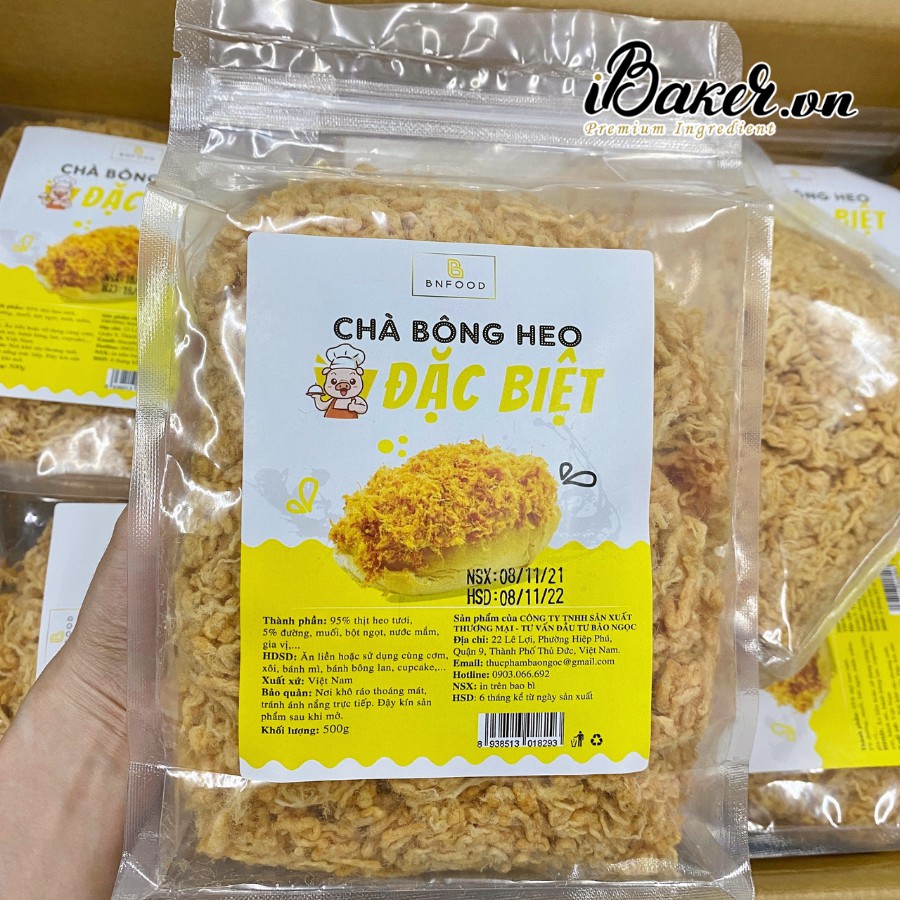 iBaker.vn
Premium Ingredient
BNFOOD
CHÀ BÔNG HEO
ĐẶC BIỆT
NSX:08/11/21
HSD:08/11/22
Thành phần: 95% thịt heo tươi,
5% đường, muối, bột ngọt, nước mắm,
gia vị,...
HDSD: Ăn liền hoặc sử dụng cùng cơm,
xôi, bánh mì, bánh bông lan, cupcake,...
Xuất xứ: Việt Nam
Bảo quản: Nơi khô ráo thoáng mát,
tránh ánh nắng trực tiếp. Đậy kín sản
phẩm sau khi mở.
Khối lượng: 500g
Sản phẩm của CÔNG TY TNHH SẢN XUẤT
THƯƠNG MẠI - TƯ VẤN ĐẦU TƯ BẢO NGỌC
Địa chỉ: 22 Lê Lợi, Phường Hiệp Phú,
Quận 9, Thành Phố Thủ Đức, Việt Nam.
Email: thucphambaongoc@gmail.com
Hotline: 0903.066.692
NSX: in trên bao bì
HSD: 6 tháng kể từ ngày sản xuất
8 938513 018293
BNFOOD
CHÀ BÔNG HEO
ĐẶC
BÔNG HEO
BIỆT